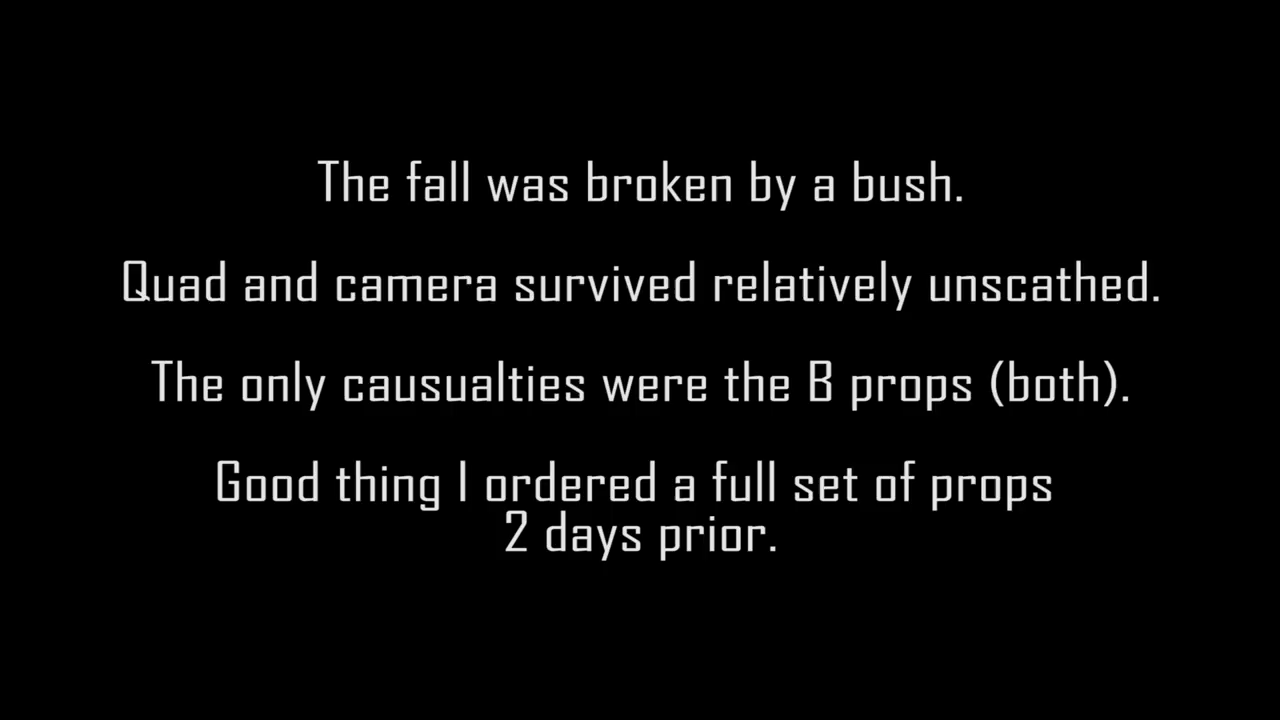 The fall was broken by a bush.
Quad and camera survived relatively unscathed.
The only causualties were the B props (both).
Good thing I ordered a full set of props
2 days prior.